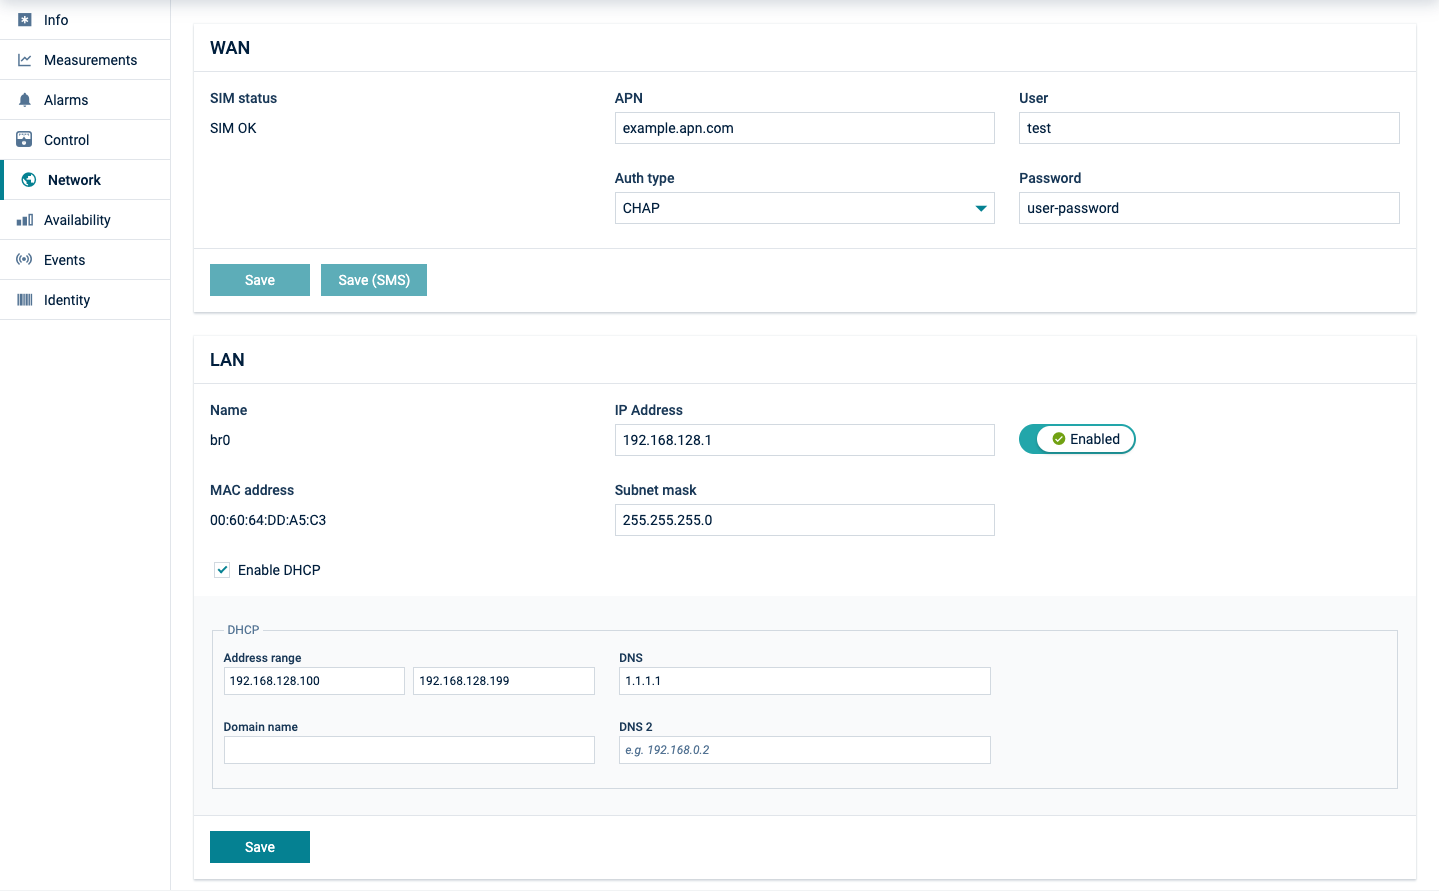 Info
Measurements
Alarms
Control
Network
Availability
Events
Identity
WAN
SIM status
SIM OK
APN
example.apn.com
User
test
Auth type
CHAP
Password
user-password
Save
Save (SMS)
LAN
Name
br0
IP Address
192.168.128.1
Enabled
MAC address
00:60:64:DD:A5:C3
Subnet mask
255.255.255.0
Enable DHCP
DHCP
Address range
192.168.128.100
192.168.128.199
DNS
1.1.1.1
Domain name
DNS 2
e.g. 192.168.0.2
Save